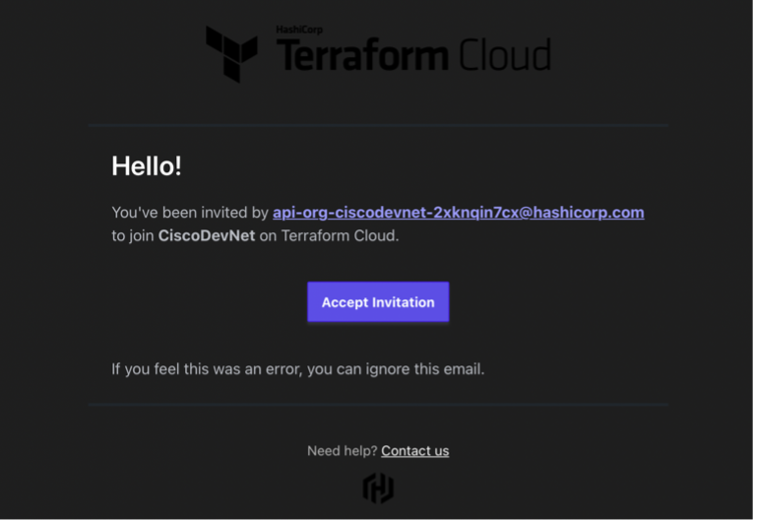 HashiCorp
Terraform Cloud
Hello!
You've been invited by api-org-ciscodevnet-2xknqin7cx@hashicorp.com
to join CiscoDevNet on Terraform Cloud.
Accept Invitation
If you feel this was an error, you can ignore this email.
Need help? Contact us